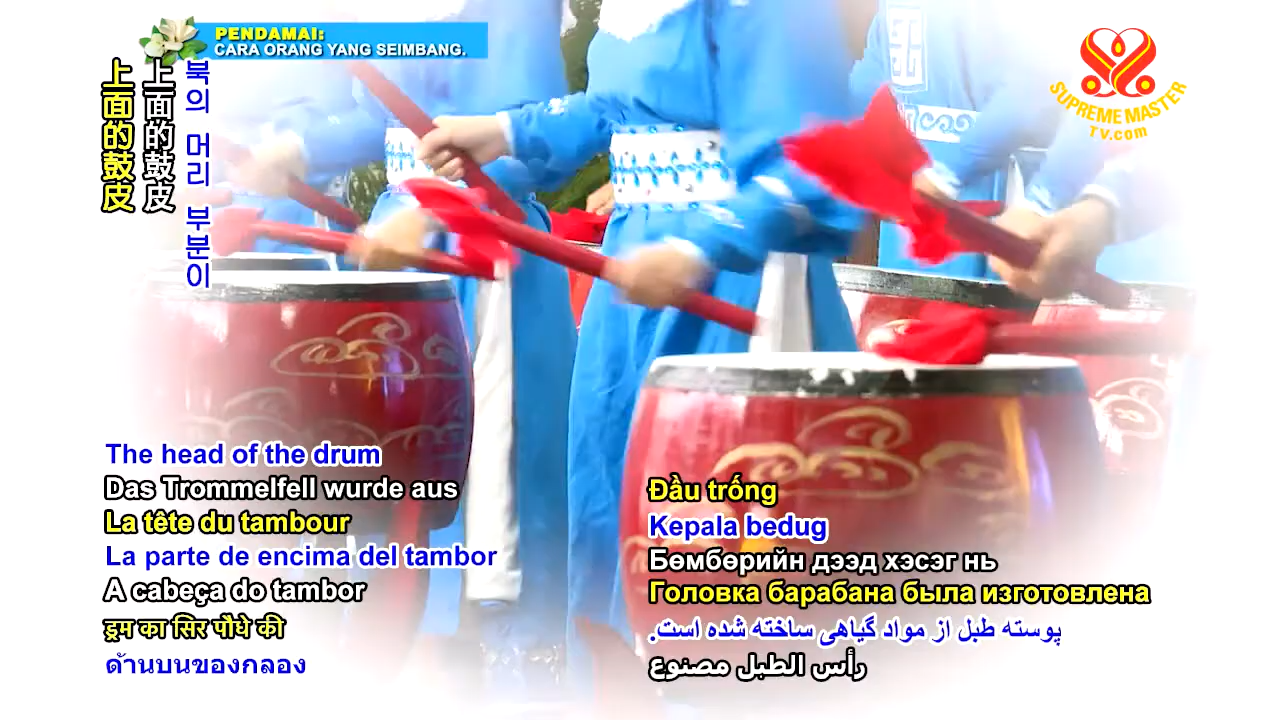 PENDAMAI:
CARA ORANG YANG SEIMBANG.
SUPREME MASTER
TV.com
上面的鼓皮
上面的鼓皮
북의 머리 부분이
The head of the drum
Das Trommelfell wurde aus
La tête du tambour
La parte de encima del tambor
A cabeça do tambor
ड्रम का सिर पौधे की
ด้านบนของกลอง
Đầu trống
Kepala bedug
Бөмбөрийн дээд хэсэг нь
Головка барабана была изготовлена
پوسته طبل از مواد گیاهی ساخته شده است.
رأس الطبل مصنوع